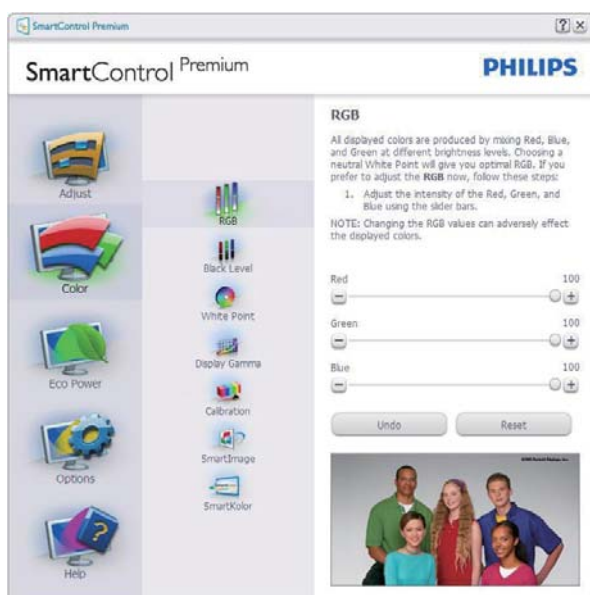 SmartControl Premium
SmartControl Premium
PHILIPS
Adjust
Color
Eco Power
Options
Help
RGB
Black Level
White Point
Display Gamma
Calibration
SmartImage
SmartKolor
RGB
All displayed colors are produced by mixing Red, Blue,
and Green at different brightness levels. Choosing a
neutral White Point will give you optimal RGB. If you
prefer to adjust the RGB now, follow these steps:
1. Adjust the intensity of the Red, Green, and
Blue using the slider bars.
NOTE: Changing the RGB values can adversely effect
the displayed colors.
Red 100
Green 100
Blue 100
Undo Reset